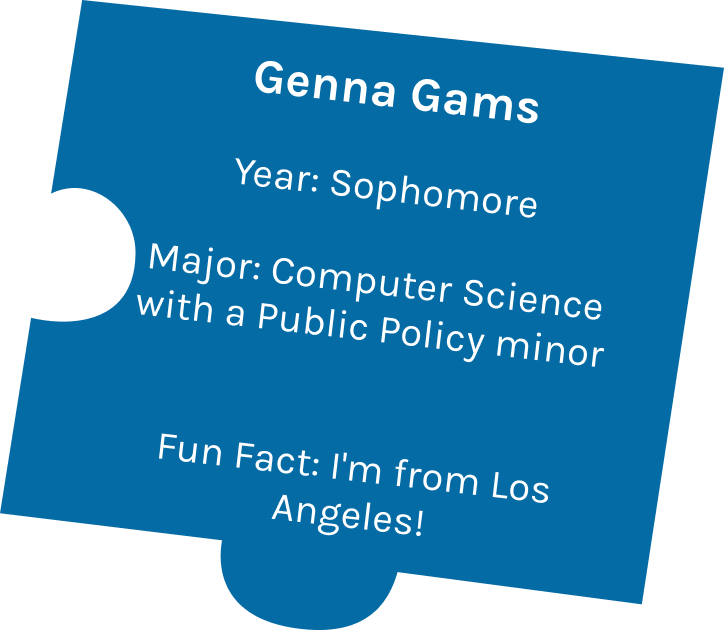 Genna Gams
Year: Sophomore
Major: Computer Science
with a Public Policy minor
Fun Fact: I'm from Los
Angeles!